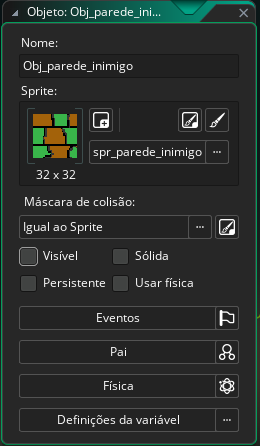 Objeto: Obj_parede_ini...
Nome:
Obj_parede_inimigo
Sprite:
spr_parede_inimigo ...
32 x 32
Máscara de colisão:
Igual ao Sprite ...
Visível Sólida
Persistente Usar física
Eventos
Pai
Física
Definições da variável ...